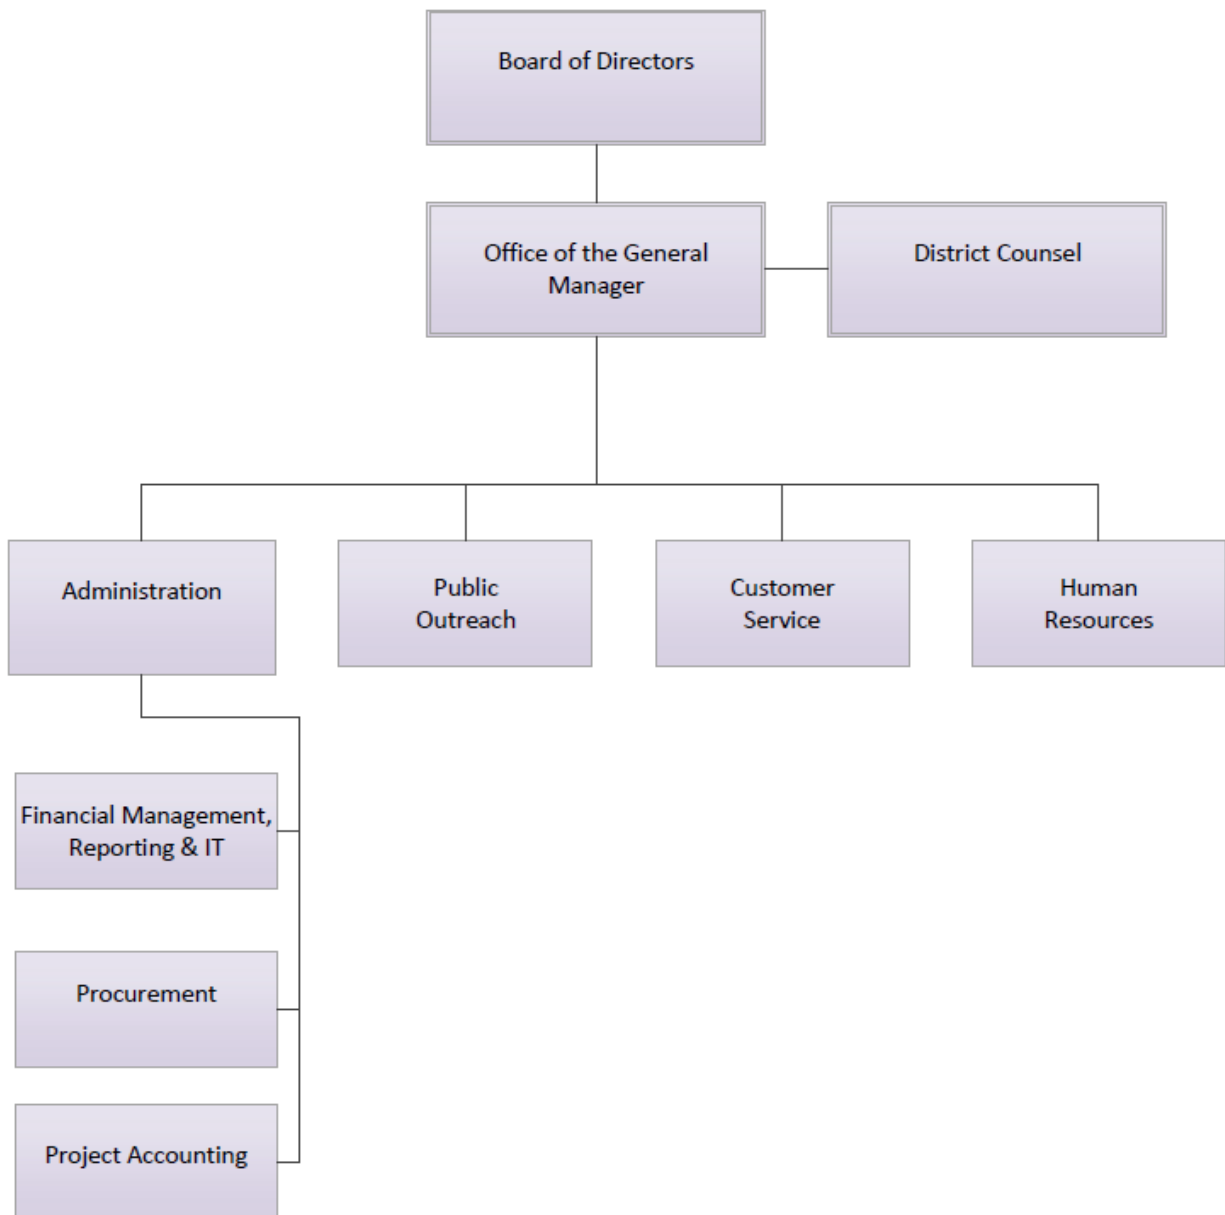 Board of Directors
Office of the General
Manager
District Counsel
Administration
Public
Outreach
Customer
Service
Human
Resources
Financial Management,
Reporting & IT
Procurement
Project Accounting